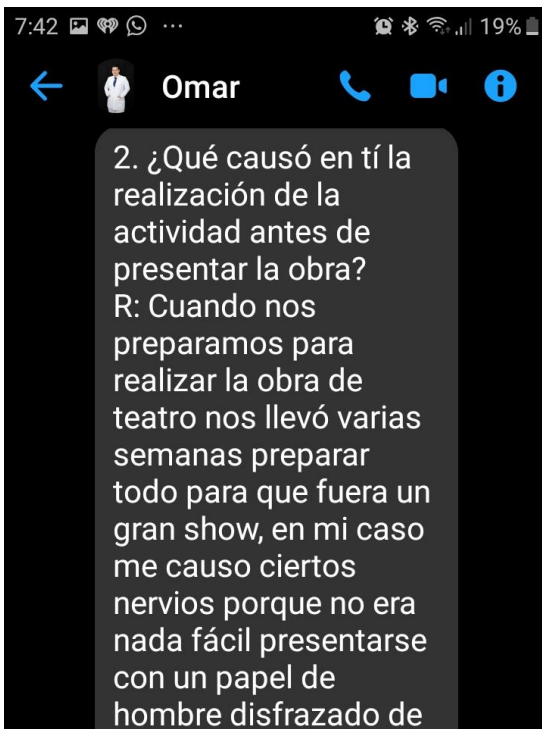 7:42 ... 19%
Omar
2. ¿Qué causó en tí la
realización de la
actividad antes de
presentar la obra?
R: Cuando nos
preparamos para
realizar la obra de
teatro nos llevó varias
semanas preparar
todo para que fuera un
gran show, en mi caso
me causo ciertos
nervios porque no era
nada fácil presentarse
con un papel de
hombre disfrazado de